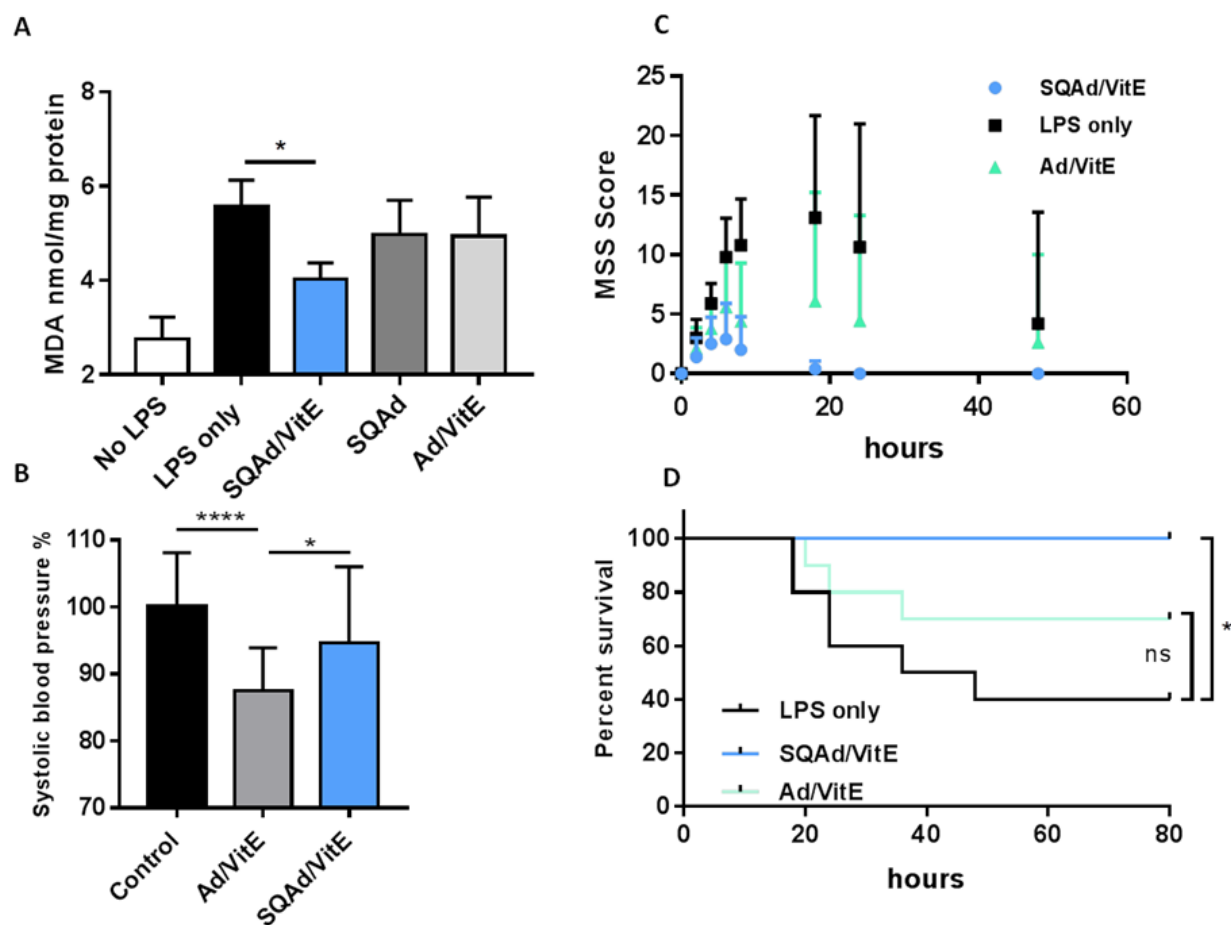 A
MDA nmol/mg protein
8
6
4
2
*
No LPS
LPS only
SQAd/VitE
SQAd
Ad/VitE
B
Systolic blood pressure %
110
100
90
80
70
****
*
Control
Ad/VitE
SQAd/VitE
C
MSS Score
25
20
15
10
5
0
0 20 40 60
hours
SQAd/VitE
LPS only
Ad/VitE
D
Percent survival
100
80
60
40
20
0
0 20 40 60 80
hours
LPS only
SQAd/VitE
Ad/VitE
ns
*